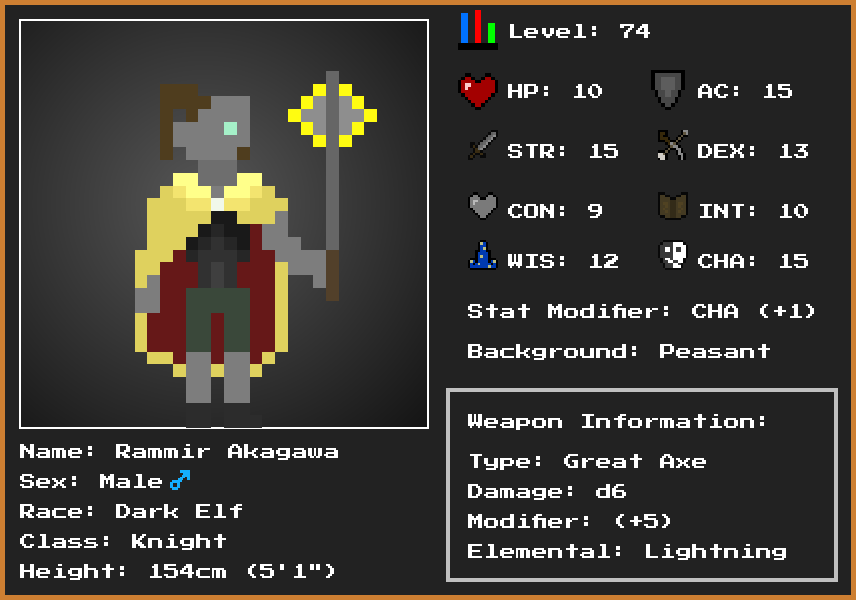 Level: 74
HP: 10 AC: 15
STR: 15 DEX: 13
CON: 9 INT: 10
WIS: 12 CHA: 15
Stat Modifier: CHA (+1)
Background: Peasant
Weapon Information:
Type: Great Axe
Damage: d6
Modifier: (+5)
Elemental: Lightning
Name: Rammir Akagawa
Sex: Male ♂
Race: Dark Elf
Class: Knight
Height: 154cm (5'1")